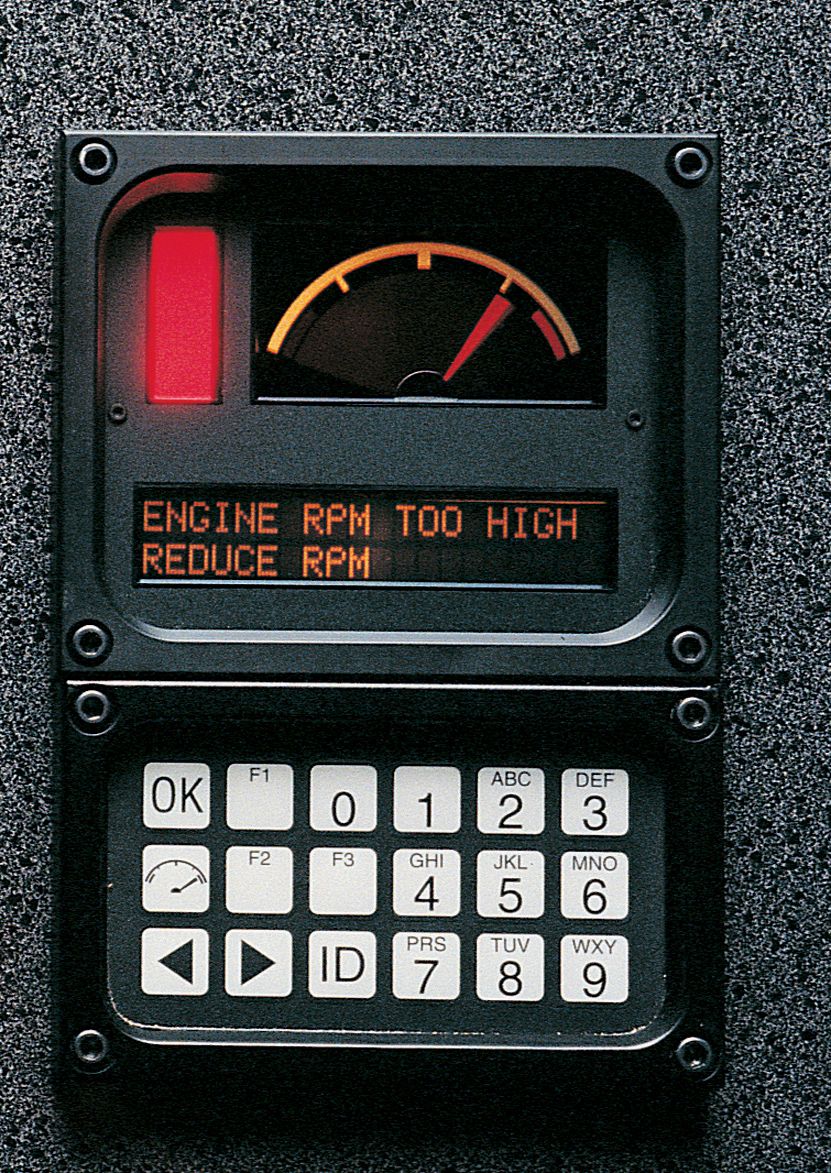 ENGINE RPM TOO HIGH
REDUCE RPM
OK F1 0 1 ABC 2 DEF 3
F2 F3 GHI 4 JKL 5 MNO 6
ID PRS 7 TUV 8 WXY 9